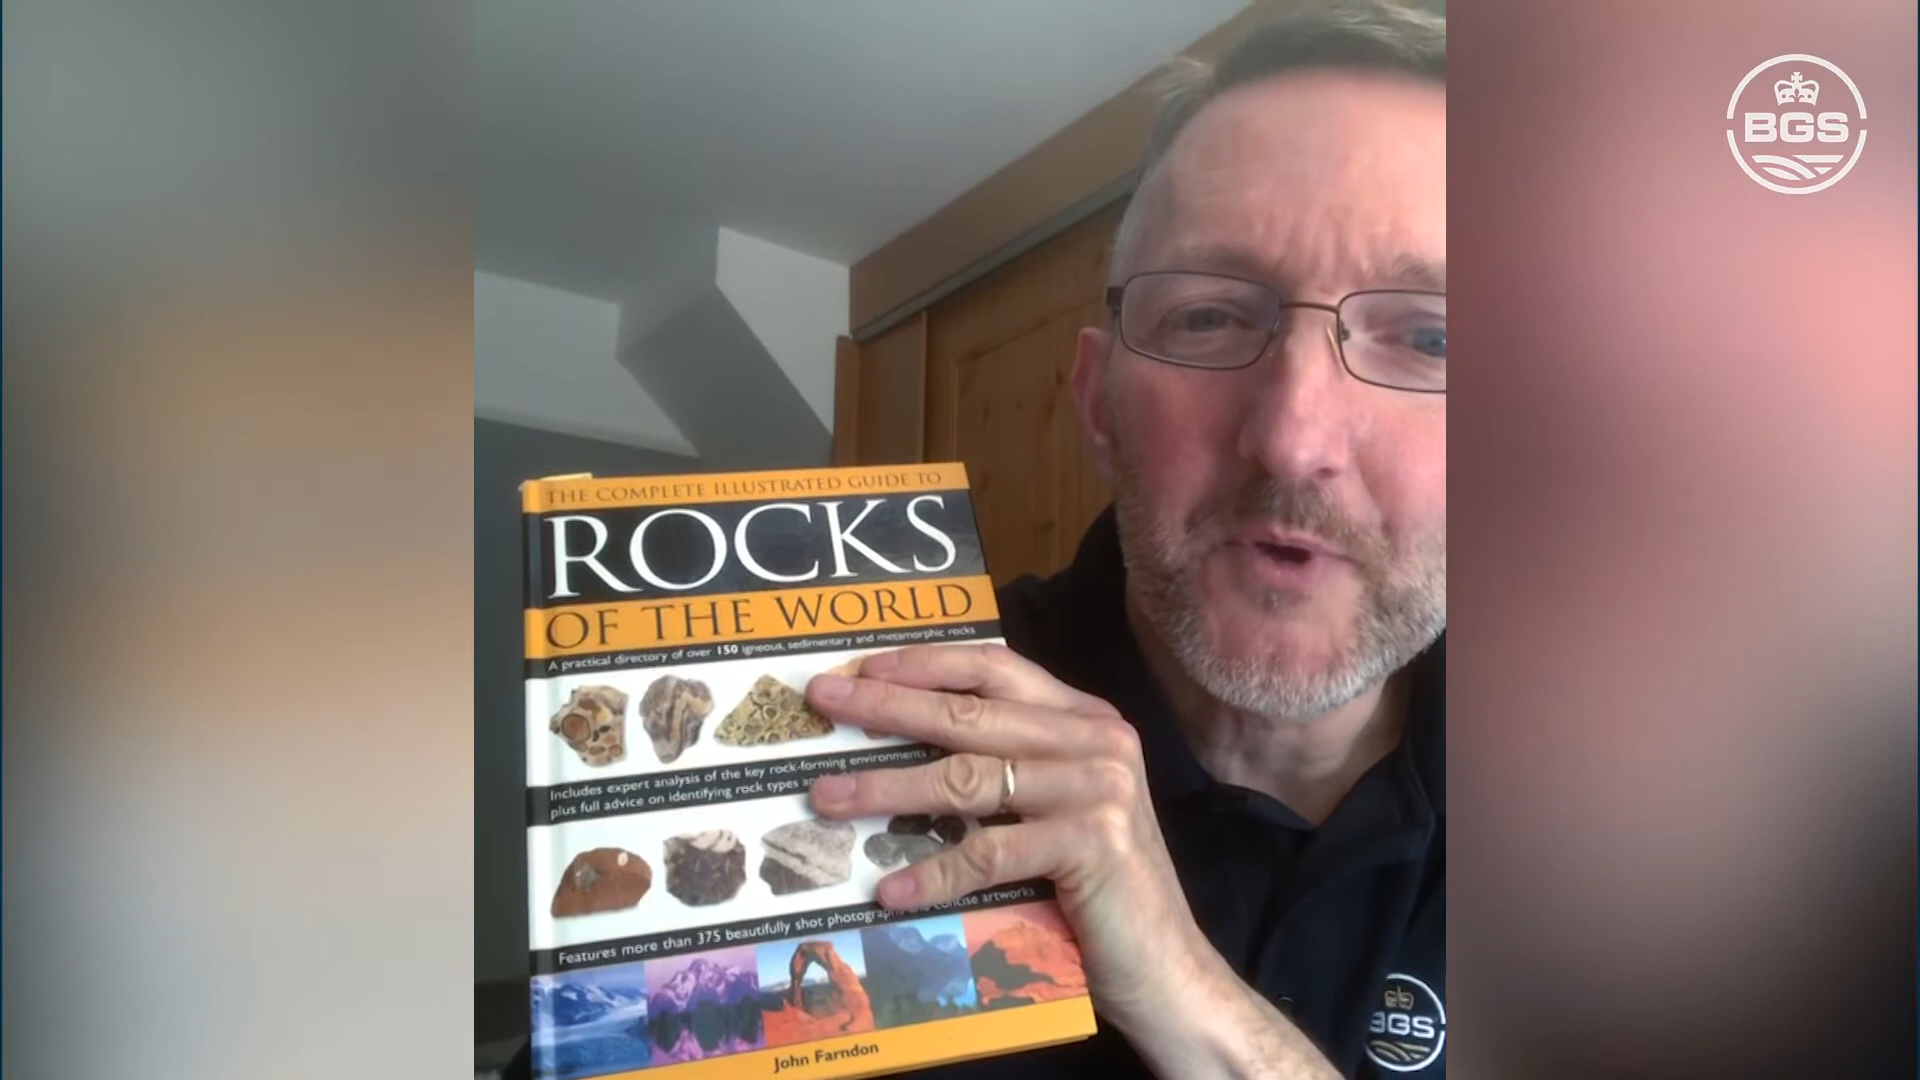 BGS
THE COMPLETE ILLUSTRATED GUIDE TO
ROCKS
OF THE WORLD
A practical directory of over 150 igneous, sedimentary and metamorphic rocks
Includes expert analysis of the key rock-forming environments
plus full advice on identifying rock types
Features more than 375 beautifully shot photographs and concise artworks
John Farndon
BGS